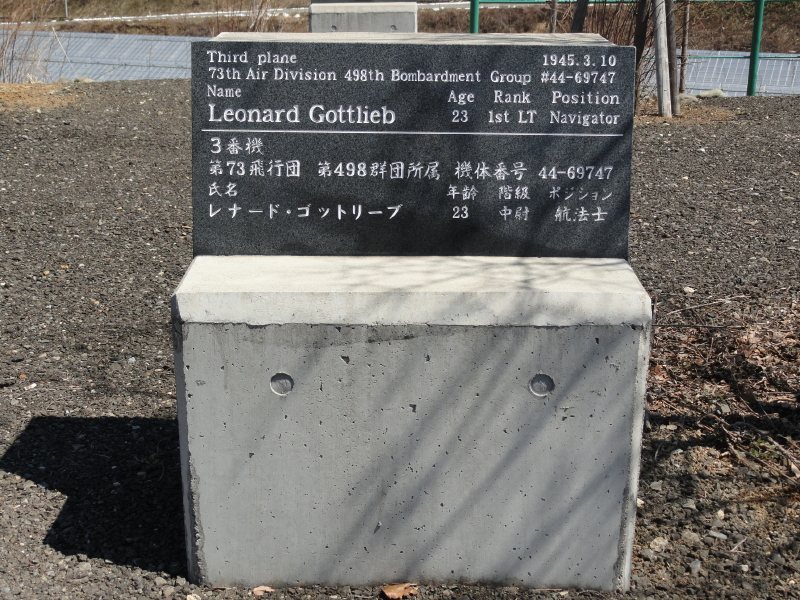 Third plane 1945.3.10
73th Air Division 498th Bombardment Group #44-69747
Name Age Rank Position
Leonard Gottlieb 23 1st LT Navigator
3番機
第73飛行団 第498群団所属 機体番号 44-69747
氏名 年齢 階級 ポジション
レナード・ゴットリーブ 23 中尉 航法士